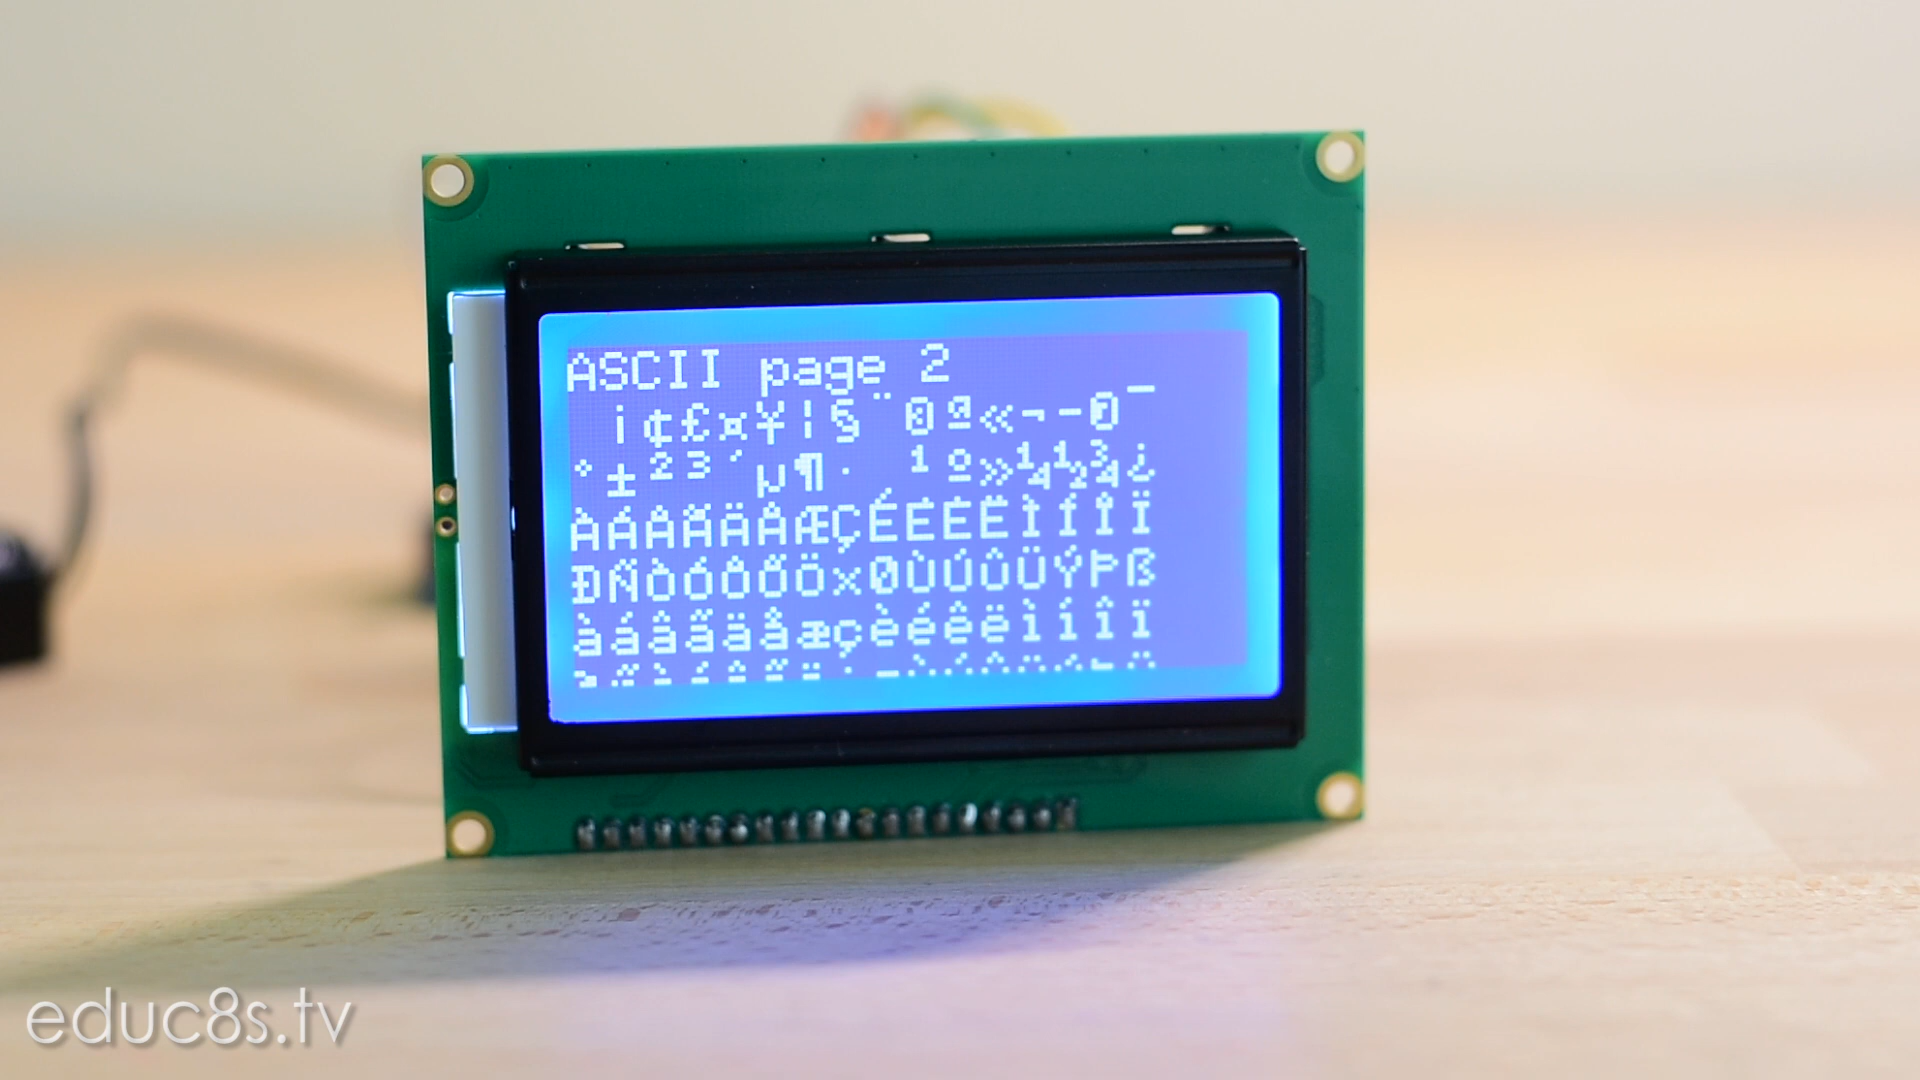 ASCII page 2
¡¢£¤¥¦§¨©ª«¬-®¯
°±²³´µ¶· ¹º»¼½¾¿
ÀÁÂÃÄÅÆÇÈÉÊËÌÍÎÏ
ÐÑÒÓÔÕÖ×ØÙÚÛÜÝÞß
àáâãäåæçèéêëìíîï
educ8s.tv